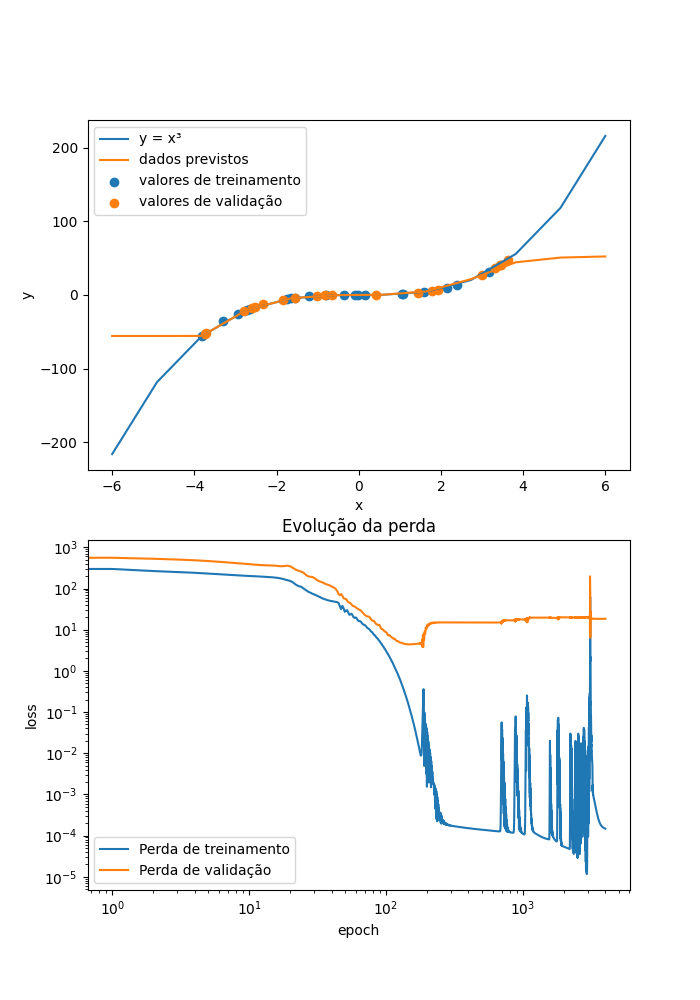 y = x³
dados previstos
valores de treinamento
valores de validação
200
100
0
−100
−200
y
−6 −4 −2 0 2 4 6
x
Evolução da perda
10³
10²
10¹
10⁰
10⁻¹
10⁻²
10⁻³
10⁻⁴
10⁻⁵
loss
Perda de treinamento
Perda de validação
10⁰ 10¹ 10² 10³
epoch